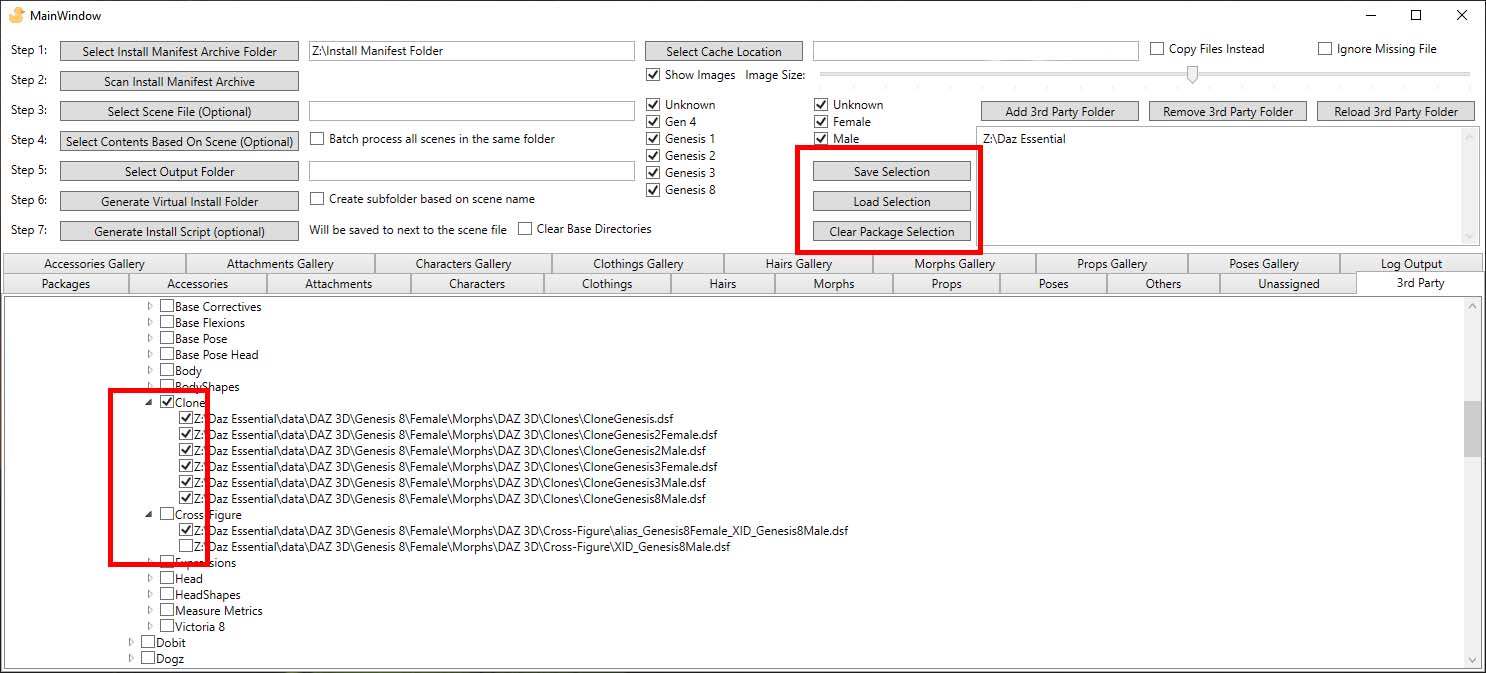 MainWindow
Step 1: Select Install Manifest Archive Folder Z:\Install Manifest Folder Select Cache Location Copy Files Instead Ignore Missing File
Step 2: Scan Install Manifest Archive Show Images Image Size:
Step 3: Select Scene File (Optional) Unknown Unknown Add 3rd Party Folder Remove 3rd Party Folder Reload 3rd Party Folder
Gen 4 Female
Step 4: Select Contents Based On Scene (Optional) Batch process all scenes in the same folder Genesis 1 Male Z:\Daz Essential
Genesis 2
Step 5: Select Output Folder Genesis 3 Save Selection
Genesis 8
Step 6: Generate Virtual Install Folder Create subfolder based on scene name Load Selection
Step 7: Generate Install Script (optional) Will be saved to next to the scene file Clear Base Directories Clear Package Selection
Accessories Gallery Attachments Gallery Characters Gallery Clothings Gallery Hairs Gallery Morphs Gallery Props Gallery Poses Gallery Log Output
Packages Accessories Attachments Characters Clothings Hairs Morphs Props Poses Others Unassigned 3rd Party
Base Correctives
Base Flexions
Base Pose
Base Pose Head
Body
BodyShapes
Clone
Z:\Daz Essential\data\DAZ 3D\Genesis 8\Female\Morphs\DAZ 3D\Clones\CloneGenesis.dsf
Z:\Daz Essential\data\DAZ 3D\Genesis 8\Female\Morphs\DAZ 3D\Clones\CloneGenesis2Female.dsf
Z:\Daz Essential\data\DAZ 3D\Genesis 8\Female\Morphs\DAZ 3D\Clones\CloneGenesis2Male.dsf
Z:\Daz Essential\data\DAZ 3D\Genesis 8\Female\Morphs\DAZ 3D\Clones\CloneGenesis3Female.dsf
Z:\Daz Essential\data\DAZ 3D\Genesis 8\Female\Morphs\DAZ 3D\Clones\CloneGenesis3Male.dsf
Z:\Daz Essential\data\DAZ 3D\Genesis 8\Female\Morphs\DAZ 3D\Clones\CloneGenesis8Male.dsf
Cross-Figure
Z:\Daz Essential\data\DAZ 3D\Genesis 8\Female\Morphs\DAZ 3D\Cross-Figure\alias_Genesis8Female_XID_Genesis8Male.dsf
Z:\Daz Essential\data\DAZ 3D\Genesis 8\Female\Morphs\DAZ 3D\Cross-Figure\XID_Genesis8Male.dsf
Expressions
Head
HeadShapes
Measure Metrics
Victoria 8
Dobit
Dogz